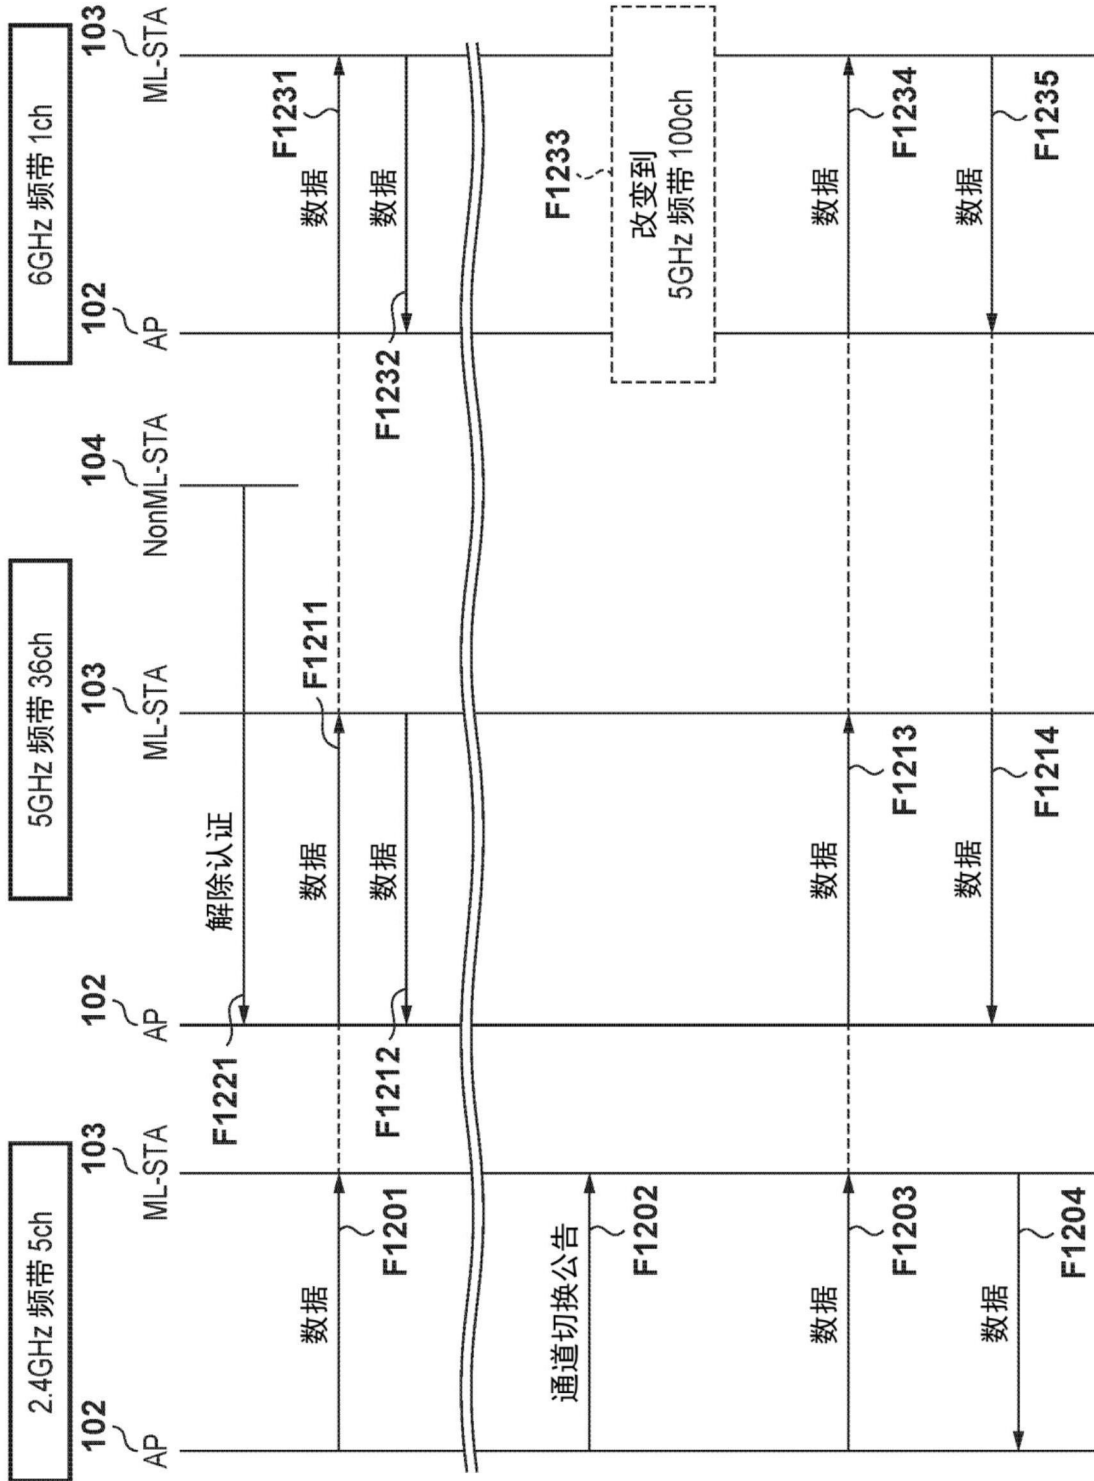 2.4GHz 频带 5ch
5GHz 频带 36ch
6GHz 频带 1ch
102
103
102
103
104
102
103
AP
ML-STA
AP
ML-STA
NonML-STA
AP
ML-STA
解除认证
F1221
数据
F1201
数据
F1211
数据
F1231
数据
F1212
数据
F1232
通道切换公告
F1202
F1233
改变到
5GHz 频带 100ch
数据
F1203
数据
F1213
数据
F1234
数据
F1204
数据
F1214
数据
F1235